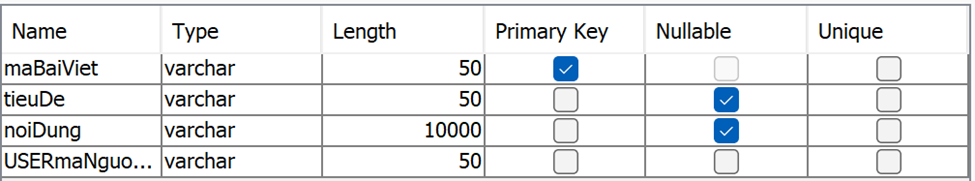 Name Type Length Primary Key Nullable Unique
maBaiViet varchar 50
tieuDe varchar 50
noiDung varchar 10000
USERmaNguo... varchar 50